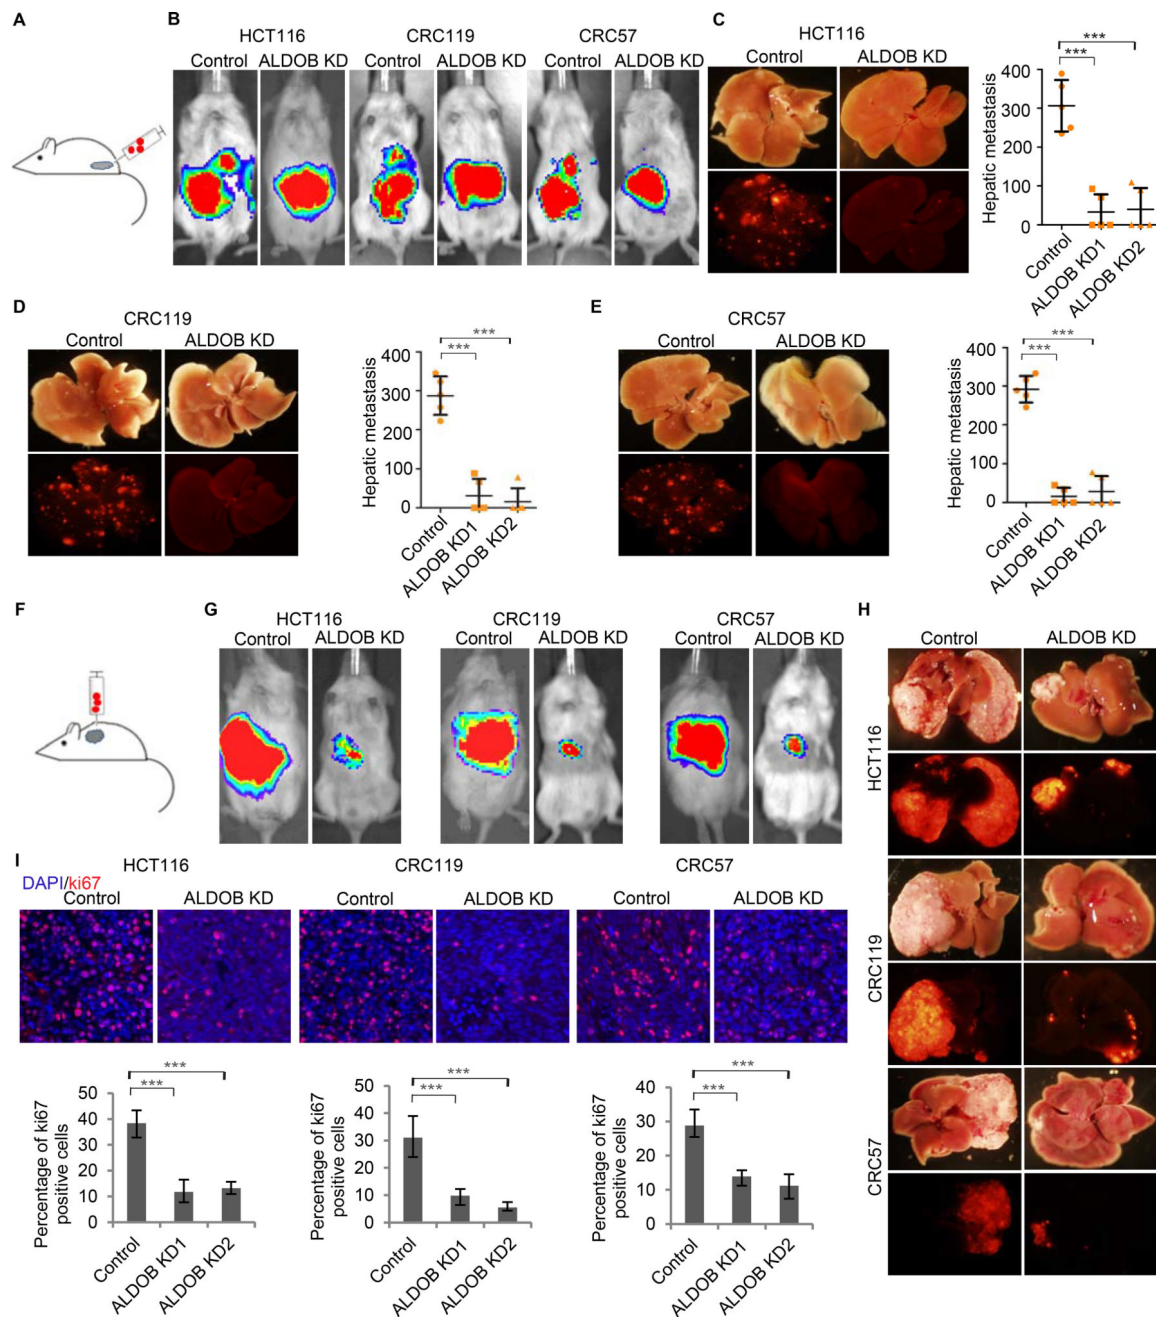 A
B
HCT116
CRC119
CRC57
Control ALDOB KD Control ALDOB KD Control ALDOB KD
C
HCT116
Control
ALDOB KD
***
***
Hepatic metastasis
400
300
200
100
0
Control
ALDOB KD1
ALDOB KD2
D
CRC119
Control
ALDOB KD
***
***
Hepatic metastasis
400
300
200
100
0
Control
ALDOB KD1
ALDOB KD2
E
CRC57
Control
ALDOB KD
***
***
Hepatic metastasis
400
300
200
100
0
Control
ALDOB KD1
ALDOB KD2
F
G
HCT116
CRC119
CRC57
Control ALDOB KD
Control ALDOB KD
Control ALDOB KD
H
Control
ALDOB KD
HCT116
CRC119
CRC57
I
HCT116
CRC119
CRC57
DAPI/ki67
Control ALDOB KD
Control ALDOB KD
Control ALDOB KD
***
***
Percentage of ki67
positive cells
50
40
30
20
10
0
Control
ALDOB KD1
ALDOB KD2
***
***
Percentage of ki67
positive cells
50
40
30
20
10
0
Control
ALDOB KD1
ALDOB KD2
***
***
Percentage of ki67
positive cells
40
30
20
10
0
Control
ALDOB KD1
ALDOB KD2